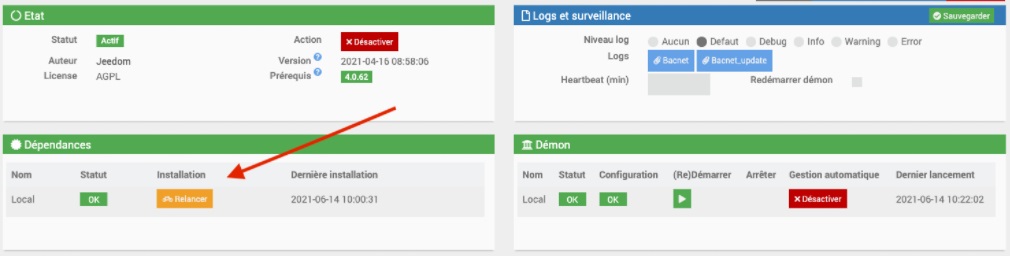 Etat
Statut Actif Action Désactiver
Auteur Jeedom Version 2021-04-16 08:58:06
License AGPL Prérequis 4.0.62
Logs et surveillance Sauvegarder
Niveau log Aucun Defaut Debug Info Warning Error
Logs Bacnet Bacnet_update
Heartbeat (min) Redémarrer démon
Dépendances
Nom Statut Installation Dernière installation
Local OK Relancer 2021-06-14 10:00:31
Démon
Nom Statut Configuration (Re)Démarrer Arrêter Gestion automatique Dernier lancement
Local OK OK Désactiver 2021-06-14 10:22:02